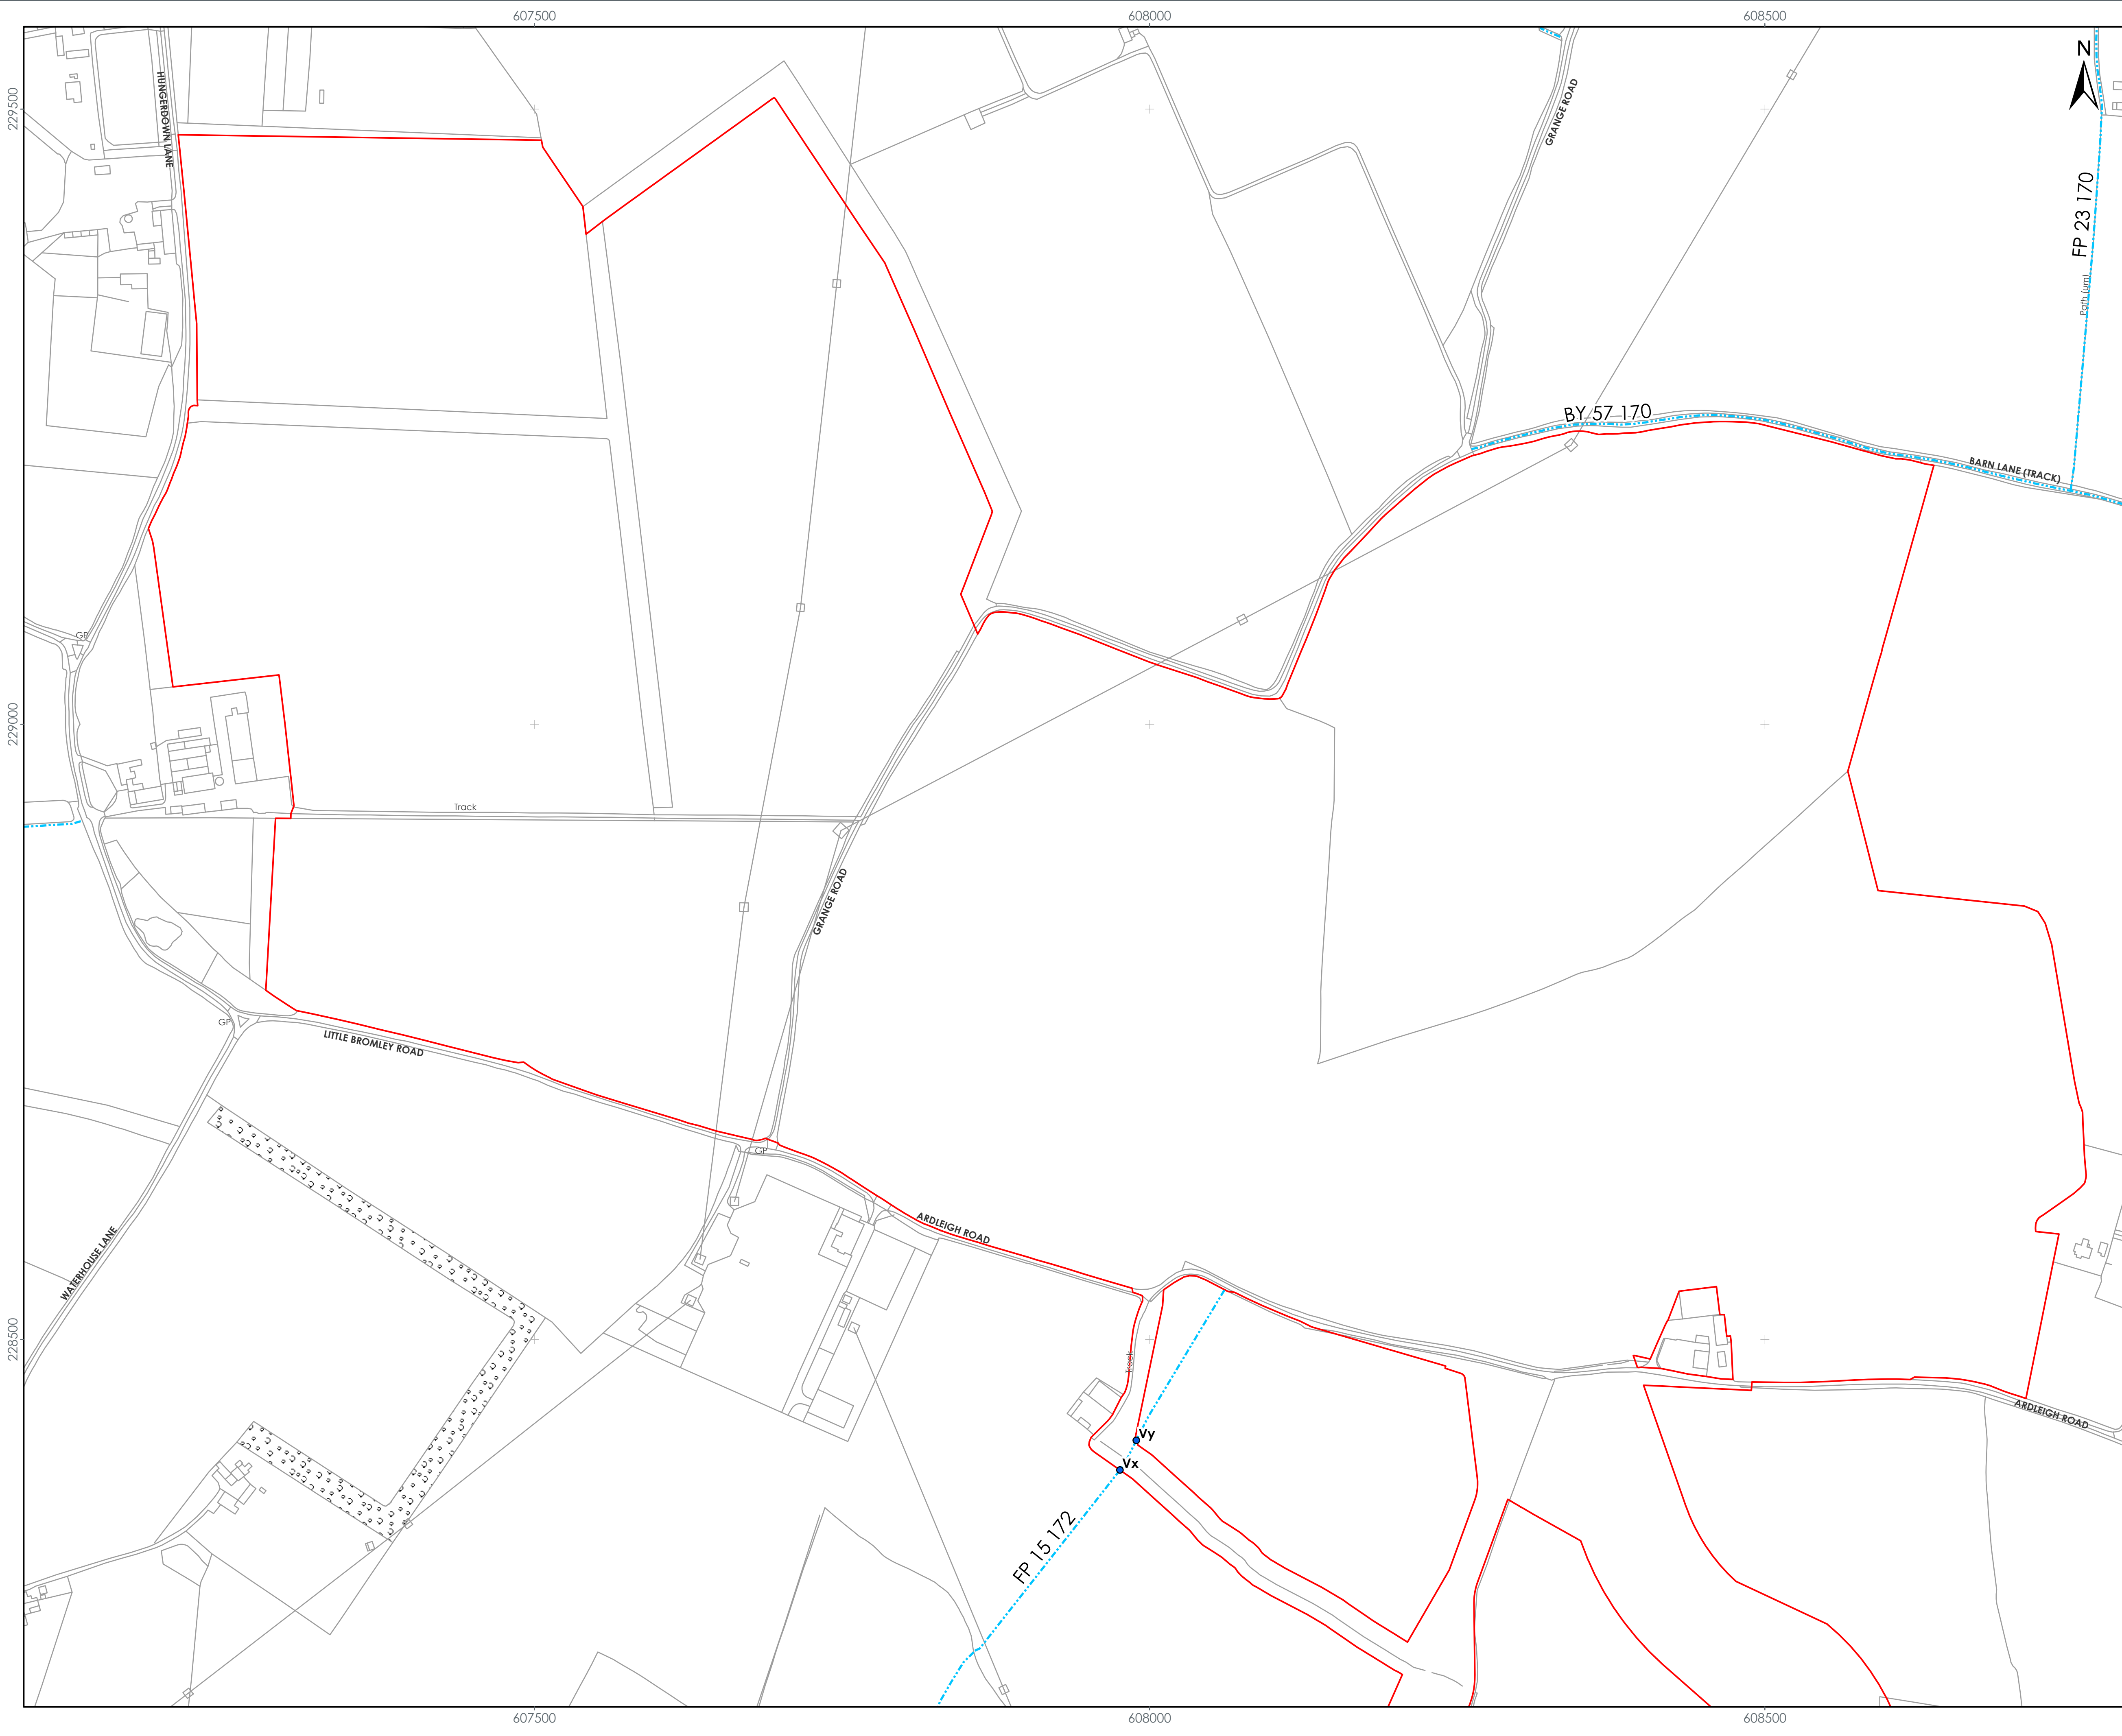 607500
608000
608500
N
229500
HUNGERDOWN LANE
GRANGE ROAD
FP 23 170
Path (um)
BY 57 170
BARN LANE (TRACK)
GP
229000
Track
GRANGE ROAD
GP
LITTLE BROMLEY ROAD
GP
ARDLEIGH ROAD
WATERHOUSE LANE
228500
Track
ARDLEIGH ROAD
Vy
Vx
FP 15 172
607500
608000
608500